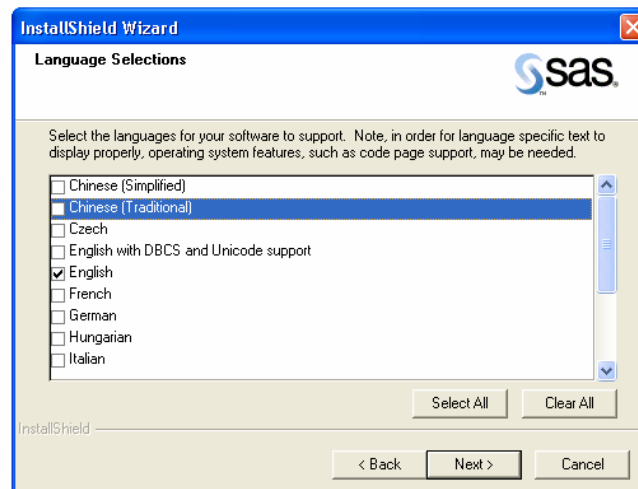 InstallShield Wizard
Language Selections
sas.
TM
Select the languages for your software to support. Note, in order for language specific text to
display properly, operating system features, such as code page support, may be needed.
Chinese (Simplified)
Chinese (Traditional)
Czech
English with DBCS and Unicode support
English
French
German
Hungarian
Italian
Select All Clear All
InstallShield
< Back Next > Cancel